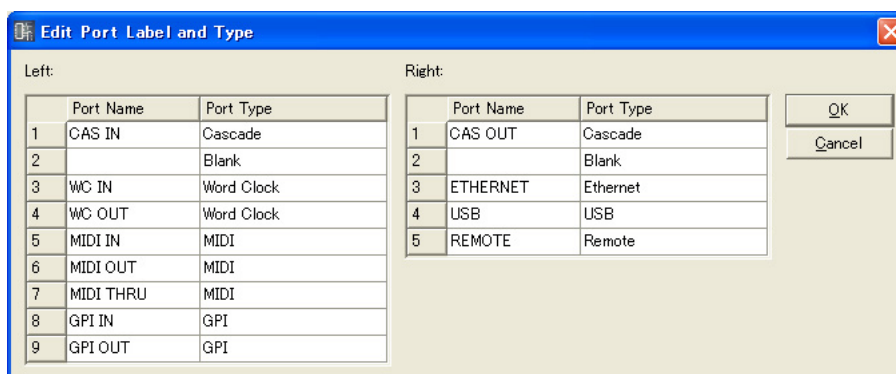 Edit Port Label and Type
Left:
Port Name Port Type
1 CAS IN Cascade
2 Blank
3 WC IN Word Clock
4 WC OUT Word Clock
5 MIDI IN MIDI
6 MIDI OUT MIDI
7 MIDI THRU MIDI
8 GPI IN GPI
9 GPI OUT GPI
Right:
Port Name Port Type
1 CAS OUT Cascade
2 Blank
3 ETHERNET Ethernet
4 USB USB
5 REMOTE Remote
OK
Cancel